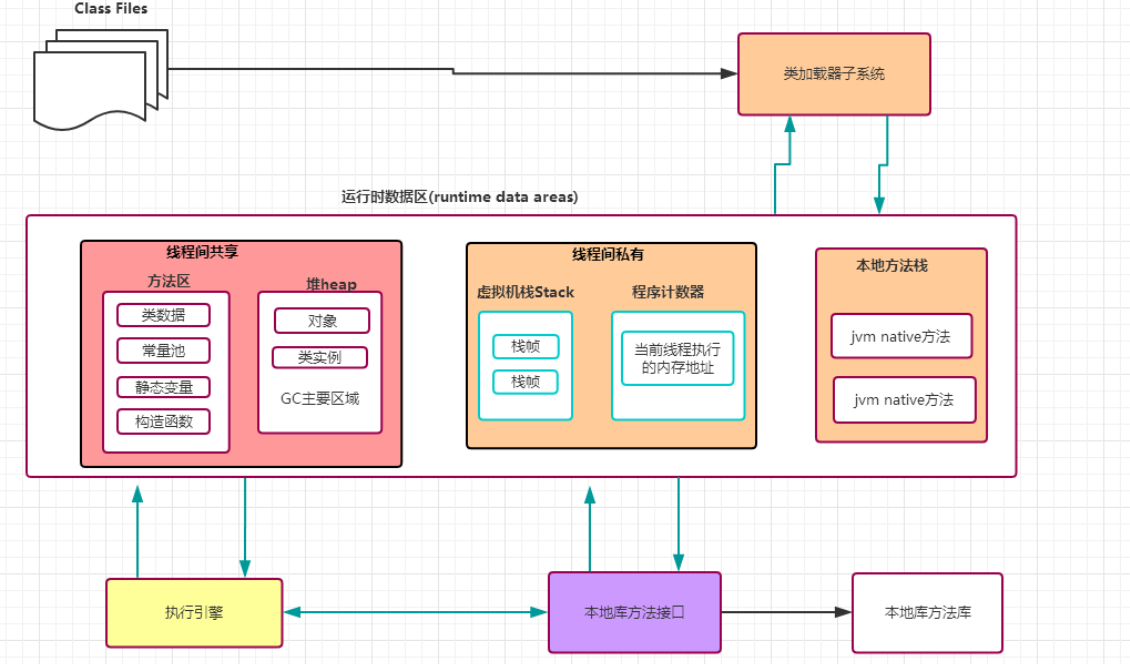 Class Files
类加载器子系统
运行时数据区(runtime data areas)
线程间共享
方法区
类数据
常量池
静态变量
构造函数
堆heap
对象
类实例
GC主要区域
线程间私有
虚拟机栈Stack
栈帧
栈帧
程序计数器
当前线程执行
的内存地址
本地方法栈
jvm native方法
jvm native方法
执行引擎
本地库方法接口
本地库方法库